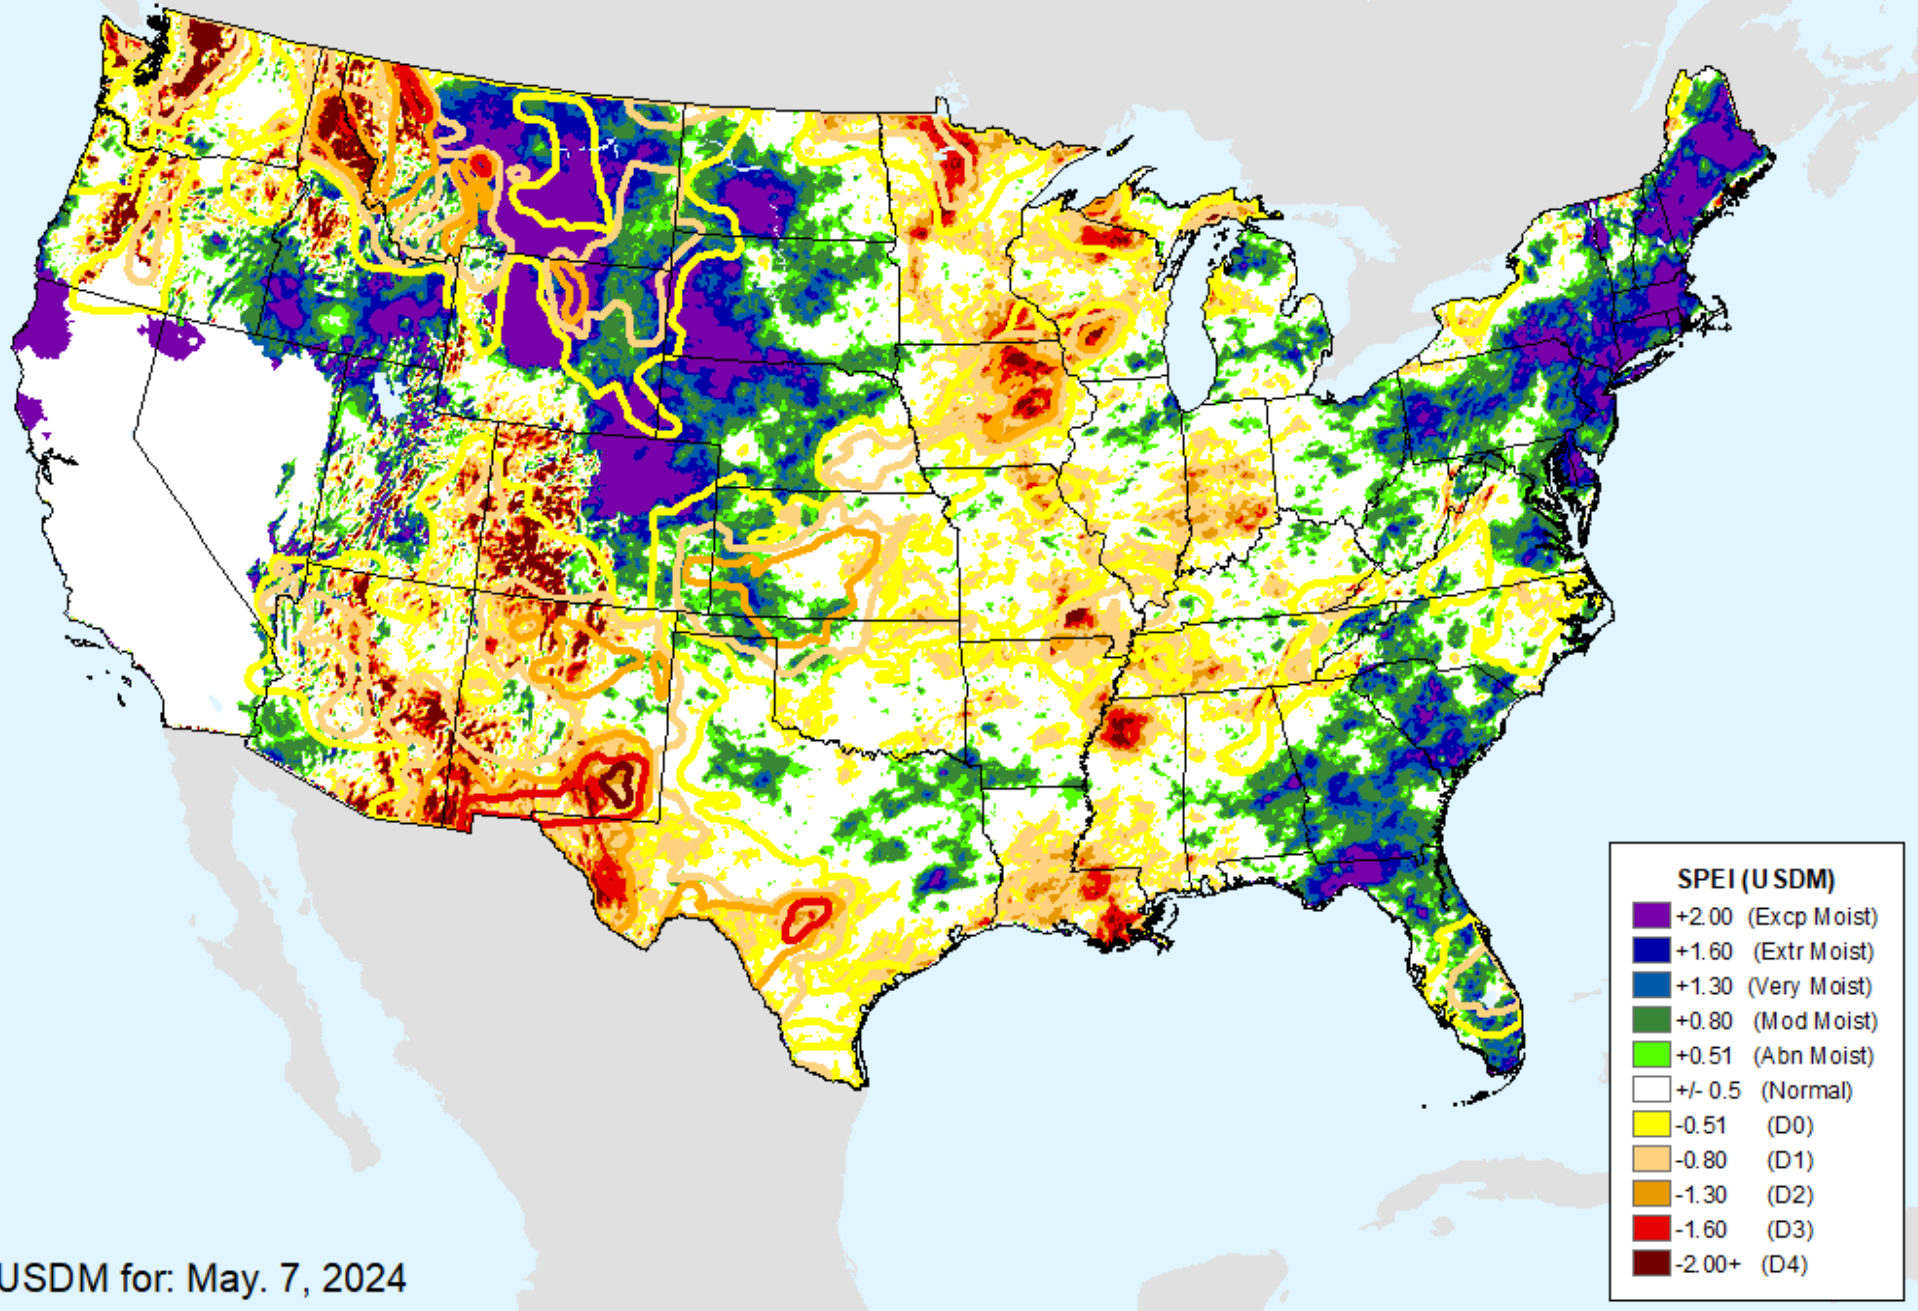 SPEI (USDM)
+2.00 (Excp Moist)
+1.60 (Extr Moist)
+1.30 (Very Moist)
+0.80 (Mod Moist)
+0.51 (Abn Moist)
+/- 0.5 (Normal)
-0.51 (D0)
-0.80 (D1)
-1.30 (D2)
-1.60 (D3)
-2.00+ (D4)
USDM for: May. 7, 2024